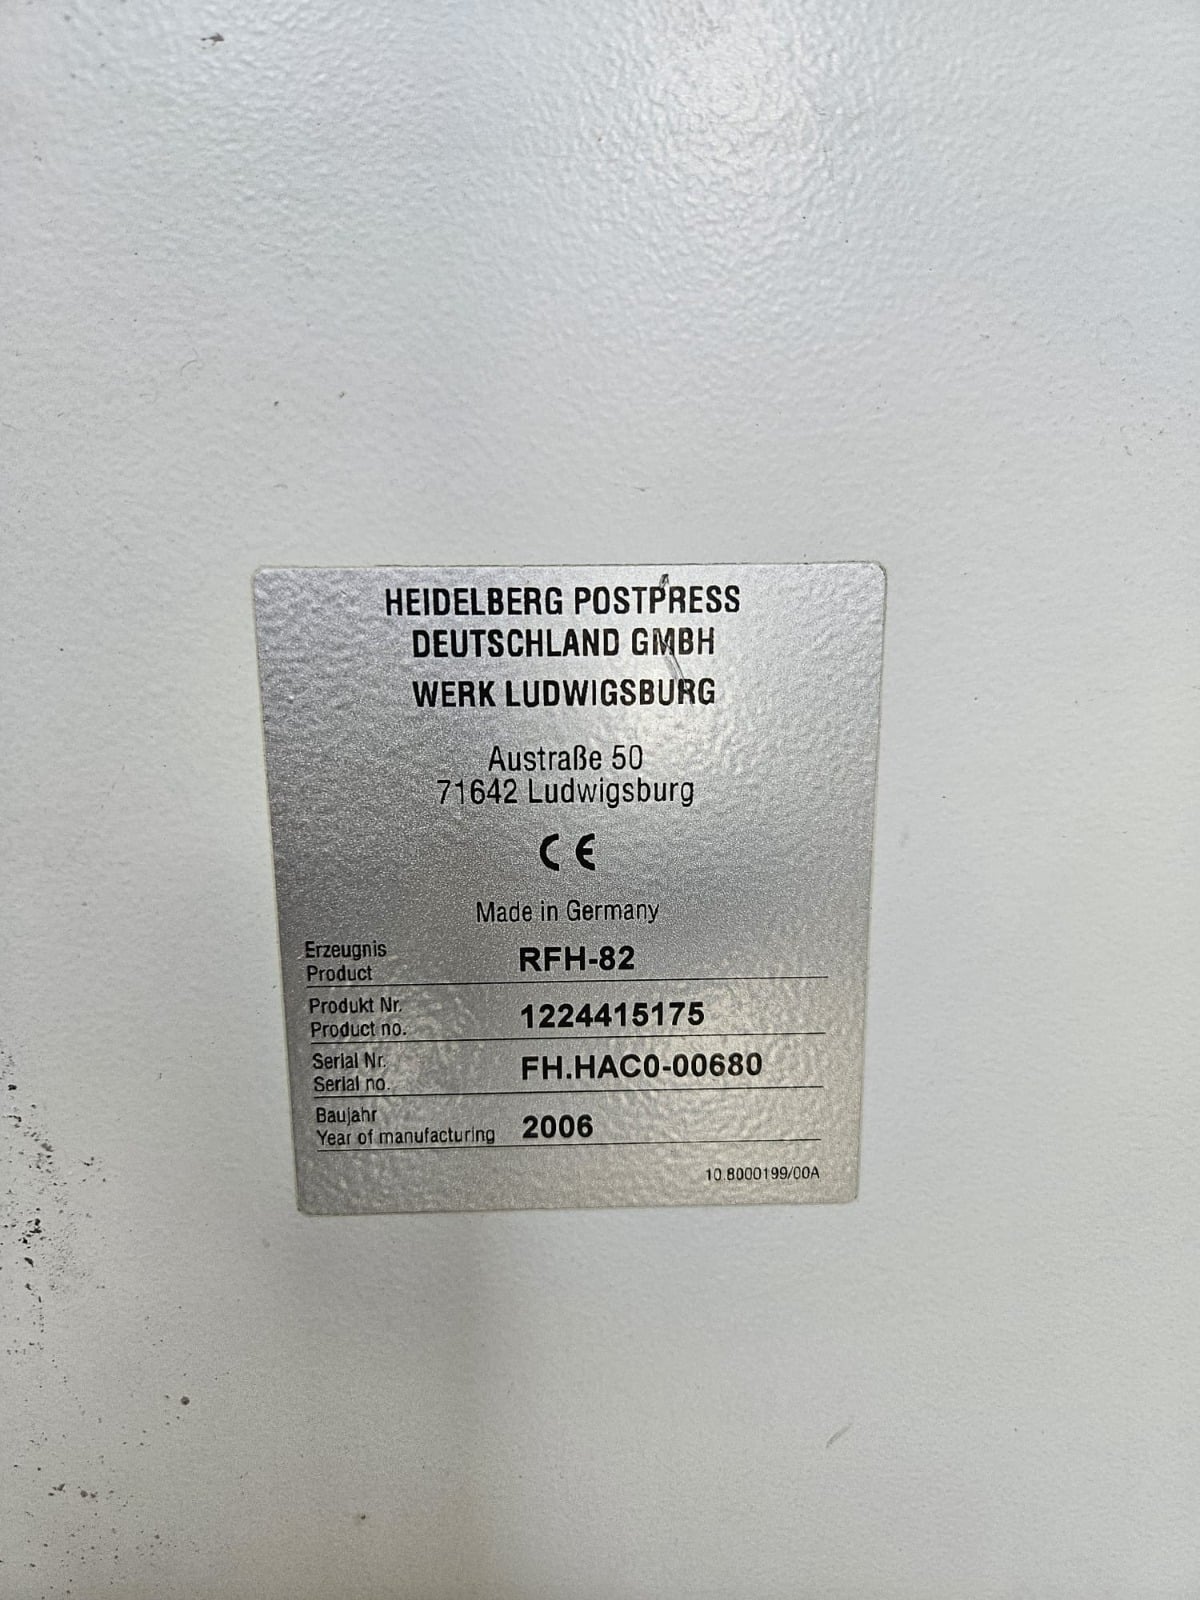 HEIDELBERG POSTPRESS
DEUTSCHLAND GMBH
WERK LUDWIGSBURG
Austraße 50
71642 Ludwigsburg
CE
Made in Germany
Erzeugnis
Product RFH-82
Produkt Nr.
Product no. 1224415175
Serial Nr.
Serial no. FH.HAC0-00680
Baujahr
Year of manufacturing 2006
10.8000199/00A